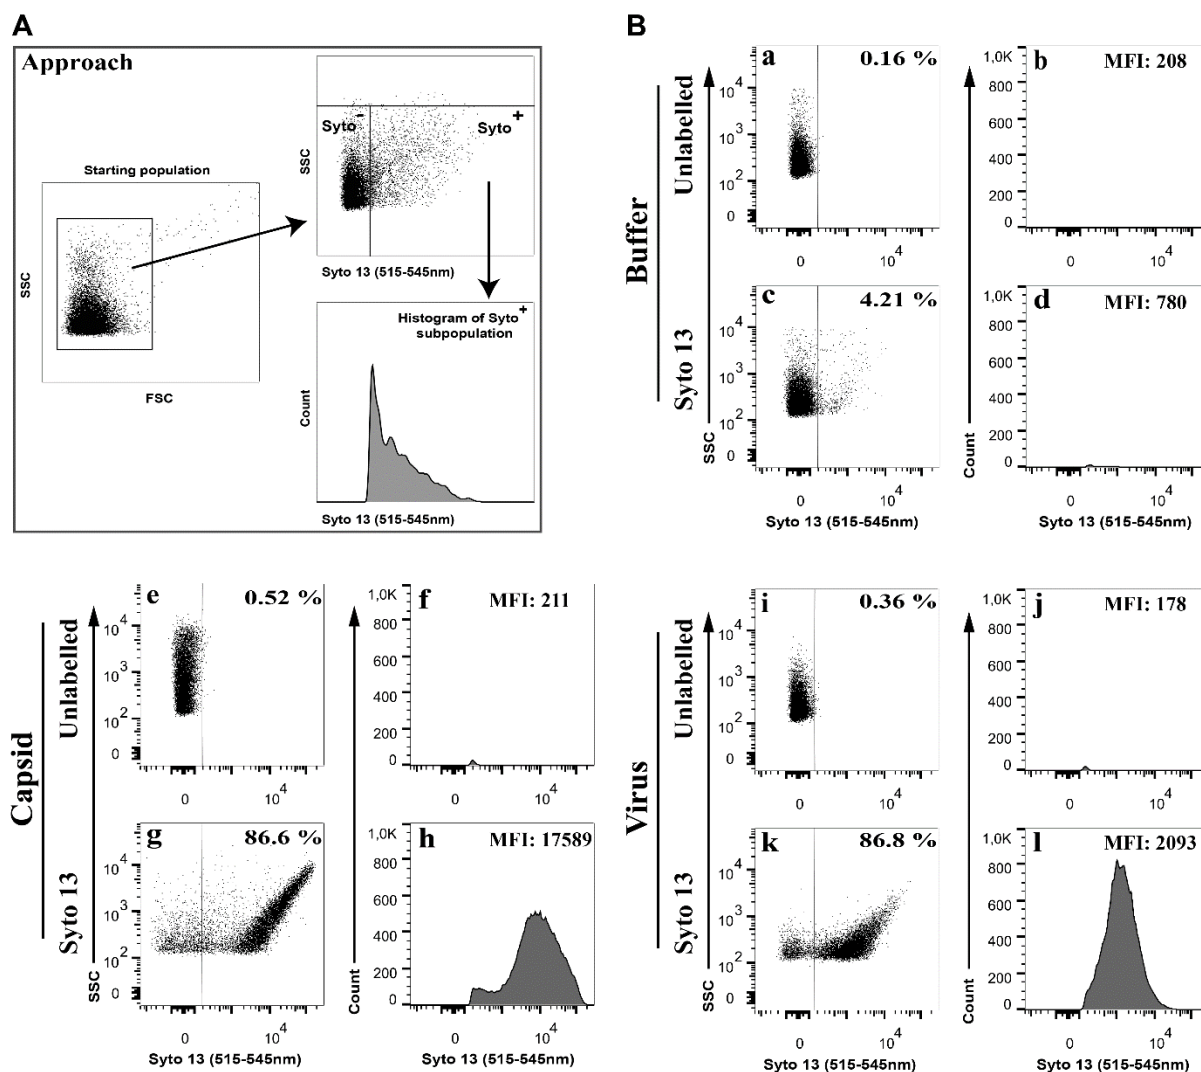 A
Approach
Starting population
SSC
FSC
Syto-
Syto+
SSC
Syto 13 (515-545nm)
Histogram of Syto+
subpopulation
Count
Syto 13 (515-545nm)
B
Buffer
Unlabelled
Syto 13
SSC
a
0.16 %
10⁴
10³
10²
0
0
10⁴
Count
b
MFI: 208
1,0K
800
600
400
200
0
0
10⁴
c
4.21 %
10⁴
10³
10²
0
0
10⁴
Syto 13 (515-545nm)
d
MFI: 780
1,0K
800
600
400
200
0
0
10⁴
Syto 13 (515-545nm)
Capsid
Unlabelled
Syto 13
SSC
e
0.52 %
10⁴
10³
10²
0
0
10⁴
Count
f
MFI: 211
1,0K
800
600
400
200
0
0
10⁴
g
86.6 %
10⁴
10³
10²
0
0
10⁴
Syto 13 (515-545nm)
h
MFI: 17589
1,0K
800
600
400
200
0
0
10⁴
Syto 13 (515-545nm)
Virus
Unlabelled
Syto 13
SSC
i
0.36 %
10⁴
10³
10²
0
0
10⁴
Count
j
MFI: 178
1,0K
800
600
400
200
0
0
10⁴
k
86.8 %
10⁴
10³
10²
0
0
10⁴
Syto 13 (515-545nm)
l
MFI: 2093
1,0K
800
600
400
200
0
0
10⁴
Syto 13 (515-545nm)